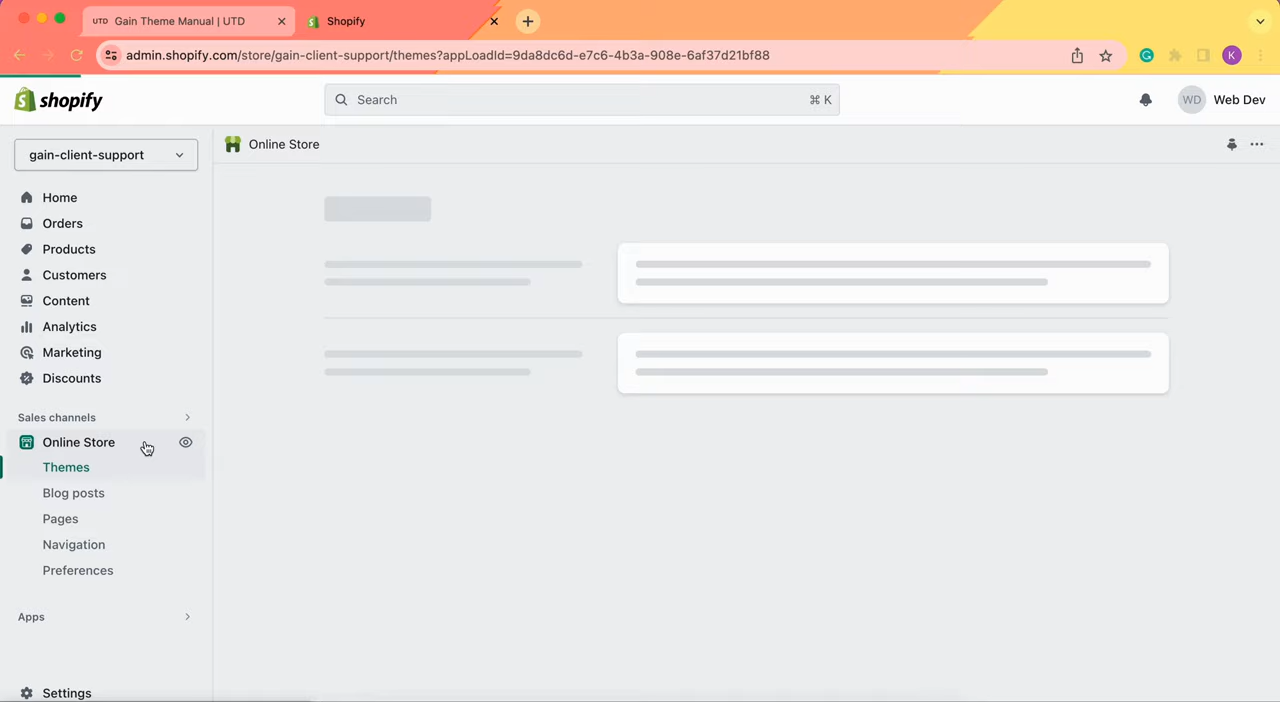 UTD Gain Theme Manual | UTD
Shopify
admin.shopify.com/store/gain-client-support/themes?appLoadId=9da8dc6d-e7c6-4b3a-908e-6af37d21bf88
K
shopify
Search ⌘ K
WD Web Dev
gain-client-support
Online Store
Home
Orders
Products
Customers
Content
Analytics
Marketing
Discounts
Sales channels
Online Store
Themes
Blog posts
Pages
Navigation
Preferences
Apps
Settings